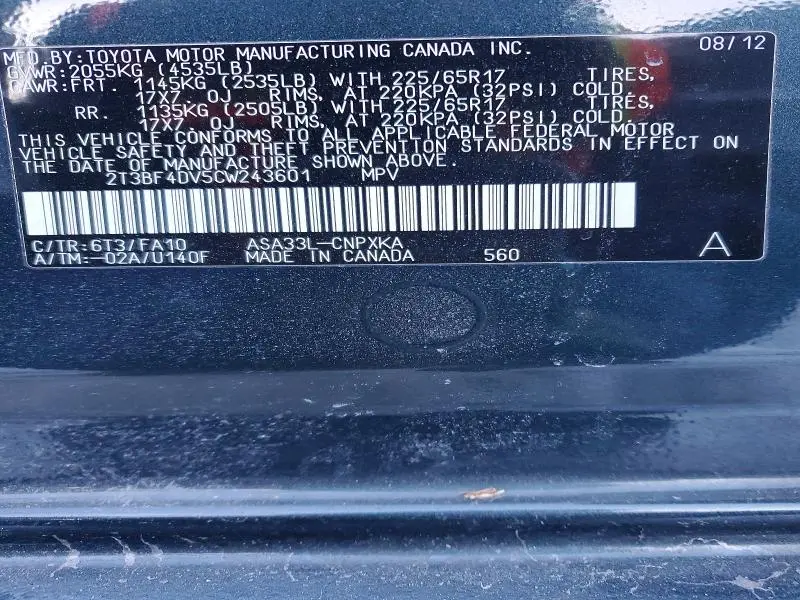 MFD.BY:TOYOTA MOTOR MANUFACTURING CANADA INC. 08/12
GVWR:2055KG (4535LB)
GAWR:FRT. 1145KG (2535LB) WITH 225/65R17 TIRES,
17X7 0J RIMS, AT 220KPA (32PSI) COLD.
RR. 1135KG (2505LB) WITH 225/65R17 TIRES,
17X7 0J RIMS, AT 220KPA (32PSI) COLD.
THIS VEHICLE CONFORMS TO ALL APPLICABLE FEDERAL MOTOR
VEHICLE SAFETY AND THEFT PREVENTION STANDARDS IN EFFECT ON
THE DATE OF MANUFACTURE SHOWN ABOVE.
2T3BF4DV5CW243601 MPV
C/TR:6T3/FA10 ASA33L-CNPXKA
A/TM:-02A/U140F MADE IN CANADA 560 A